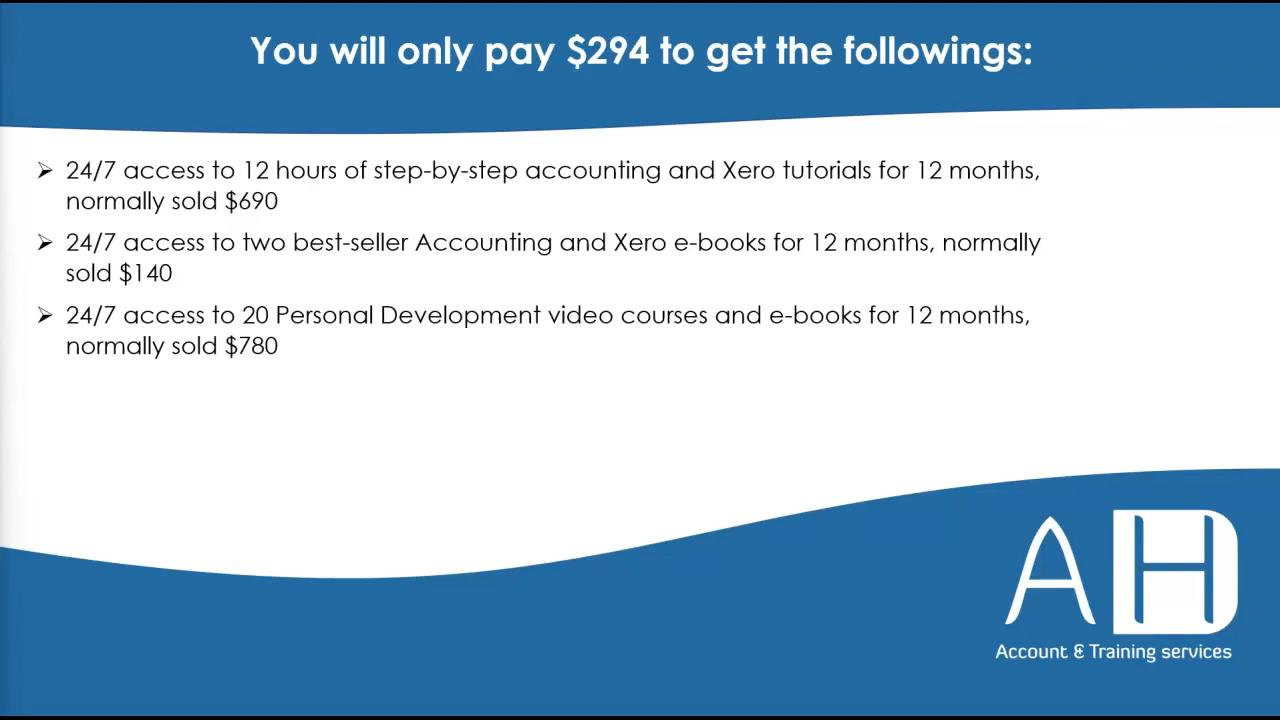 You will only pay $294 to get the followings:
➢ 24/7 access to 12 hours of step-by-step accounting and Xero tutorials for 12 months,
normally sold $690
➢ 24/7 access to two best-seller Accounting and Xero e-books for 12 months, normally
sold $140
➢ 24/7 access to 20 Personal Development video courses and e-books for 12 months,
normally sold $780
AHD
Account & Training services